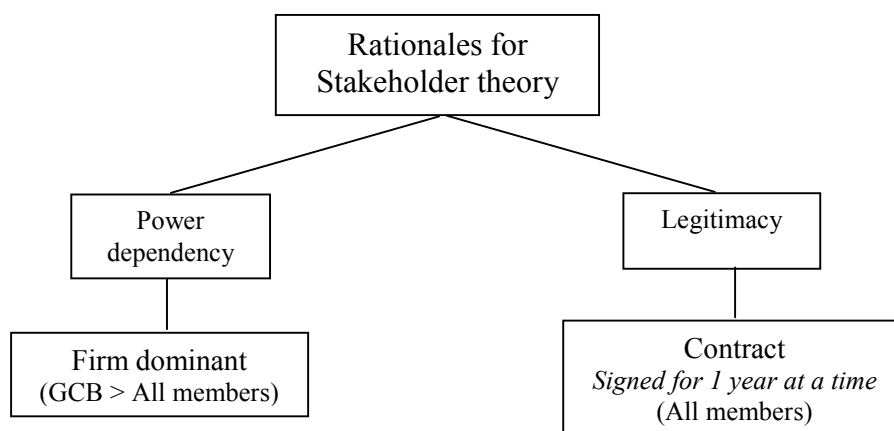 Rationales for
Stakeholder theory
Power
dependency
Legitimacy
Firm dominant
(GCB > All members)
Contract
Signed for 1 year at a time
(All members)